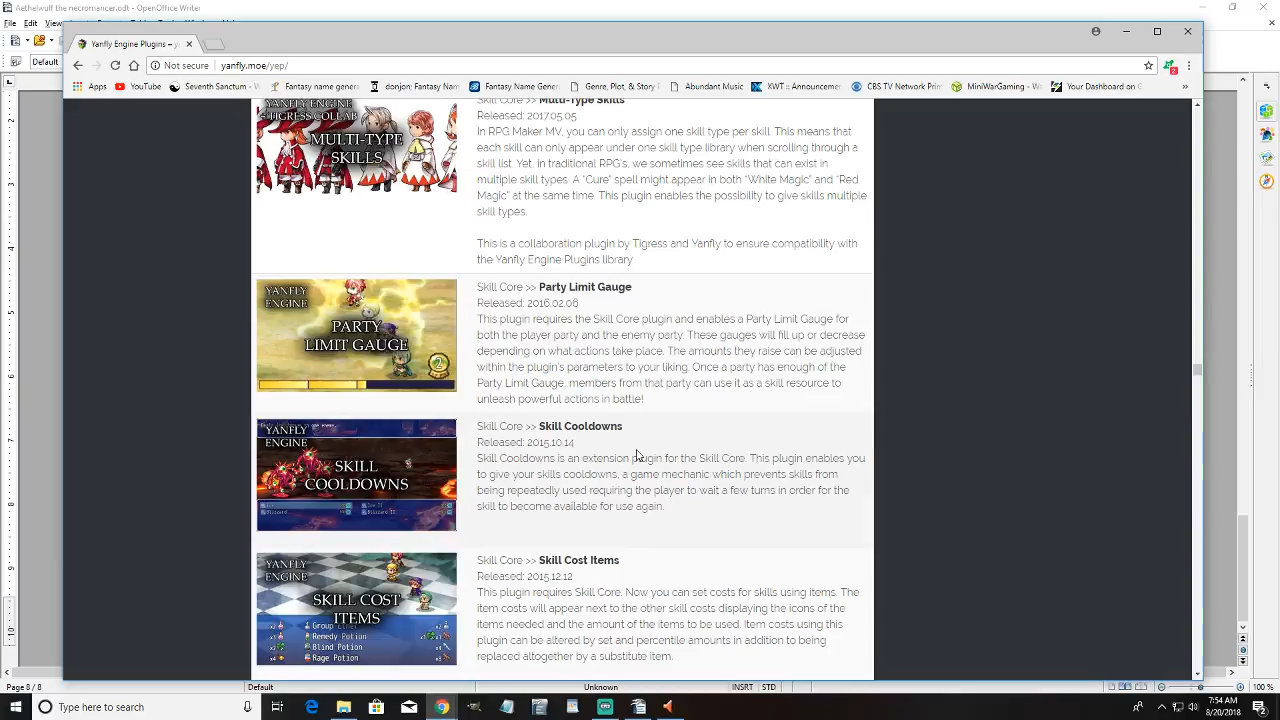 Aethelwulf the necromancer.odt - OpenOffice Writer
File Edit View
Yanfly Engine Plugins – y
Not secure yanfly.moe/yep/
Default
Apps YouTube Seventh Sanctum - We Fantasy name genera donjon; Fantasy Nam Fantasy Name Gene Genre, Plot, & Story I Abundant Music XWT :: Announcemer CBS TV Network Prim MiniWarGaming - Wa Your Dashboard on G »
YANFLY ENGINE
+TIGRESS COLLAB
MULTI-TYPE
SKILLS
Skill Core >> Multi-Type Skills
Released: 2017.05.05
In RPG Maker MV, you can only assign one skill type per skill. This means that
each skill can only appear under one skill type library when scrolling through a
skill list. Yet, in traditional RPG's, we sometimes see skills that can exist in
multiple skill types. A "Cure" spell might appear in both "White Magic" and "Red
Magic" at the same time. This plugin enables the possibility to give skills multiple
skill types.
This is a collaboration plugin by Tigress and Yanfly to ensure compatibility with
the Yanfly Engine Plugins library
YANFLY
ENGINE
PARTY
LIMIT GAUGE
2
Skill Core >> Party Limit Gauge
Released: 2016.02.06
This plugin requires the Skill Core plugin and enables a Party Limit Gauge for
both the player party and the enemy party. These gauges will fill up or decrease
depending on what actions take place. The amounts they raise can be adjusted
within the plugin's parameters to your liking. Once a party has enough of the
Party Limit Gauge, members from that party can use it as a skill resource to
unleash powerful actions in battle!
YANFLY
ENGINE
SKILL
COOLDOWNS
Skill Core >> Skill Cooldowns
Released: 2015.10.14
Skill Cooldowns is an extension plugin for the Skill Core. This plugin enables you
to give your skills cooldowns, a game mechanic which prevents skills from
being repeatedly used requiring the player to wait a few turns in order for the
skill to become available for use again.
YANFLY
ENGINE
SKILL COST
ITEMS
Group Ether
Remedy Potion
Blind Potion
Rage Potion
Skill Core >> Skill Cost Items
Released: 2015.12.12
This plugin requires Skill Core. Now you can set costs for skills using items. The
item costs will appear next to the other skill costs displaying the icons of the
items needed and the amount of the items to be used. Item costs using this
plugin can be altered by set and percentile amounts in addition to being
replaced altogether by a substitute item.
Page 8 / 8 Default Unknown INSRT STD 100 %
Type here to search
7:54 AM
8/20/2018